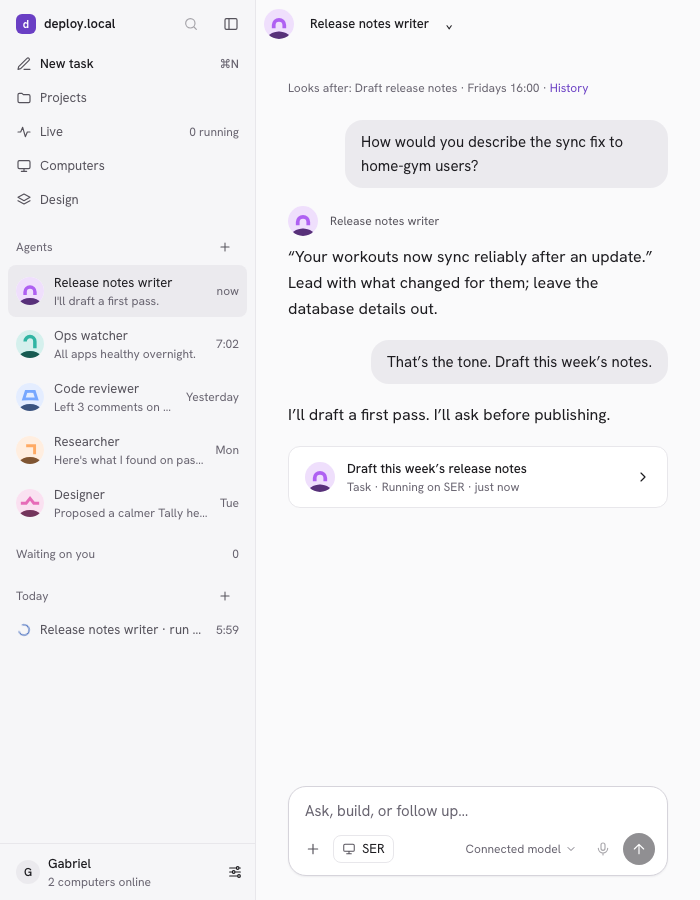 d deploy.local
New task ⌘N
Projects
Live 0 running
Computers
Design
Agents
Release notes writer
I'll draft a first pass. now
Ops watcher
All apps healthy overnight. 7:02
Code reviewer
Left 3 comments on ... Yesterday
Researcher
Here's what I found on pas... Mon
Designer
Proposed a calmer Tally he... Tue
Waiting on you 0
Today
Release notes writer · run ... 5:59
G Gabriel
2 computers online
Release notes writer
Looks after: Draft release notes · Fridays 16:00 · History
How would you describe the sync fix to
home-gym users?
Release notes writer
“Your workouts now sync reliably after an update.”
Lead with what changed for them; leave the
database details out.
That’s the tone. Draft this week’s notes.
I’ll draft a first pass. I’ll ask before publishing.
Draft this week’s release notes
Task · Running on SER · just now
Ask, build, or follow up...
SER Connected model